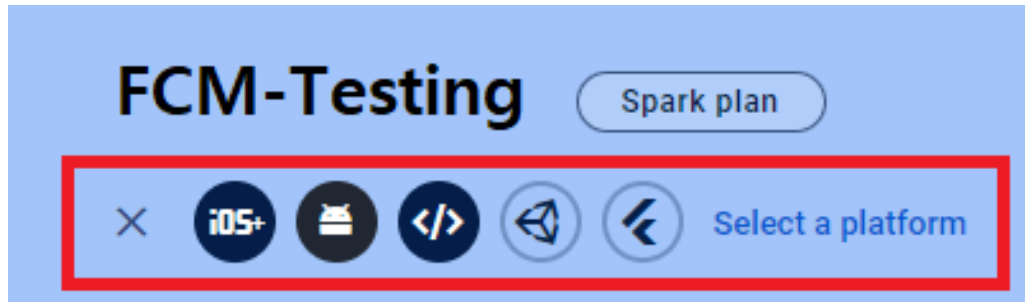 FCM-Testing Spark plan
iOS+ </> Select a platform